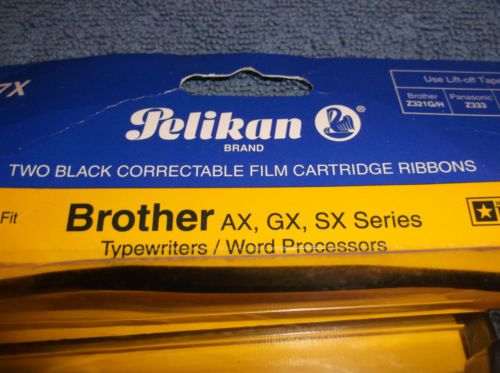 7X
Use Lift-off Tape
Brother Panasonic
Z321G/H Z333
Pelikan
BRAND
TWO BLACK CORRECTABLE FILM CARTRIDGE RIBBONS
Fit
Brother AX, GX, SX Series
Typewriters / Word Processors